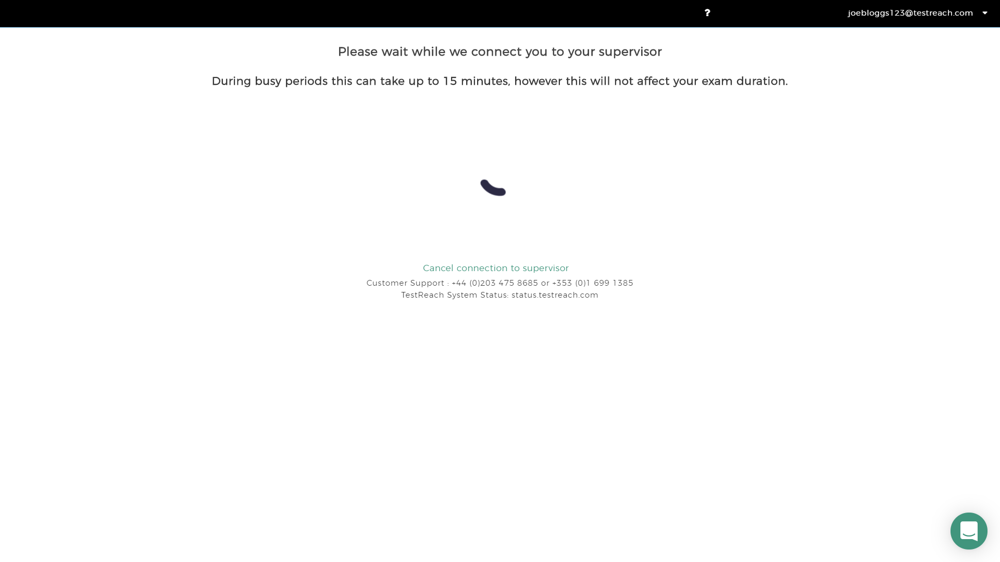 ?
joebloggs123@testreach.com
Please wait while we connect you to your supervisor
During busy periods this can take up to 15 minutes, however this will not affect your exam duration.
Cancel connection to supervisor
Customer Support : +44 (0)203 475 8685 or +353 (0)1 699 1385
TestReach System Status: status.testreach.com